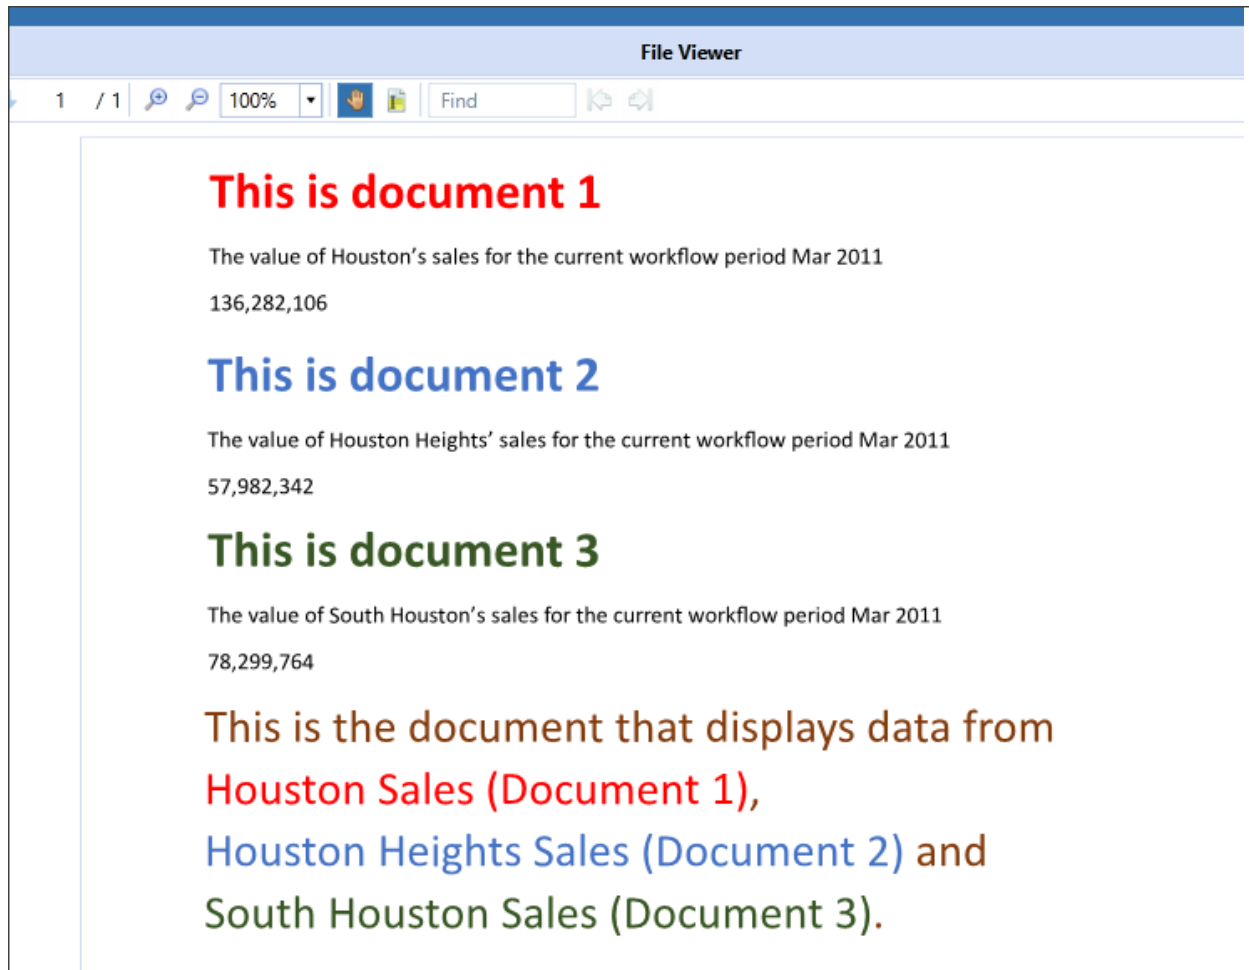 File Viewer
1 / 1 100% Find
This is document 1
The value of Houston’s sales for the current workflow period Mar 2011
136,282,106
This is document 2
The value of Houston Heights’ sales for the current workflow period Mar 2011
57,982,342
This is document 3
The value of South Houston’s sales for the current workflow period Mar 2011
78,299,764
This is the document that displays data from
Houston Sales (Document 1),
Houston Heights Sales (Document 2) and
South Houston Sales (Document 3).